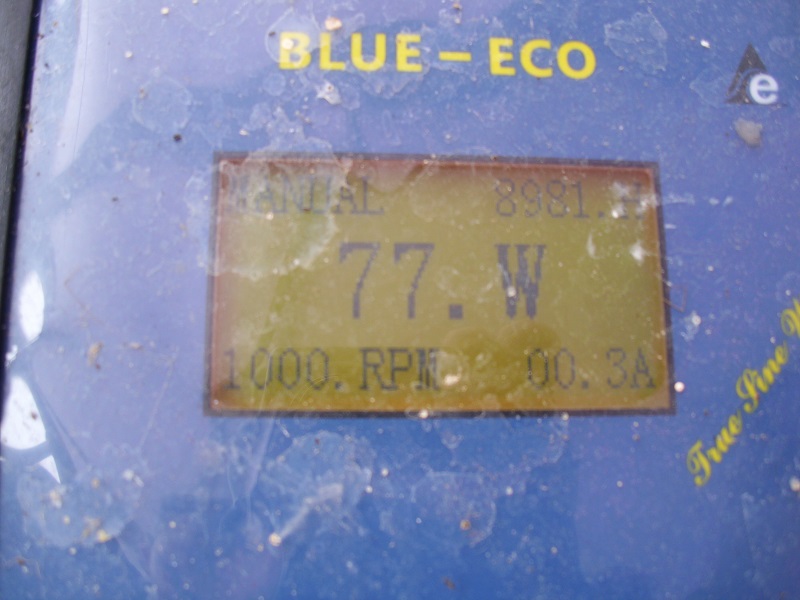 BLUE-ECO
e
MANUAL 8981.H
77.W
1000.RPM 00.3A
True Sine